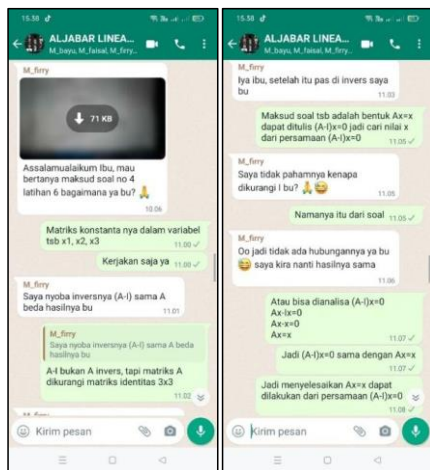 15.38
ALJABAR LINEA...
M_bayu, M_faisal, M_firry...
M_firry
71 KB
Assalamualaikum Ibu, mau
bertanya maksud soal no 4
latihan 6 bagaimana ya bu? 🙏
10.06
Matriks konstanta nya dalam variabel
tsb x1, x2, x3
11.00
Kerjakan saja ya
11.00
M_firry
Saya nyoba inversnya (A-I) sama A
beda hasilnya bu
11.01
M_firry
Saya nyoba inversnya (A-I) sama A beda
hasilnya bu
A-I bukan A invers, tapi matriks A
dikurangi matriks identitas 3x3
11.02
Kirim pesan
15.38
ALJABAR LINEA...
M_bayu, M_faisal, M_firry...
M_firry
Iya ibu, setelah itu pas di invers saya
bu
11.03
Maksud soal tsb adalah bentuk Ax=x
dapat ditulis (A-I)x=0 jadi cari nilai x
dari persamaan (A-I)x=0
11.05
M_firry
Saya tidak pahamnya kenapa
dikurangi I bu? 🙏😅
11.05
Namanya itu dari soal
11.05
M_firry
Oo jadi tidak ada hubungannya ya bu
😅 saya kira nanti hasilnya sama
11.06
Atau bisa dianalisa (A-I)x=0
Ax-Ix=0
Ax-x=0
Ax=x
11.07
Jadi (A-I)x=0 sama dengan Ax=x
11.07
Jadi menyelesaikan Ax=x dapat
dilakukan dari persamaan (A-I)x=0
11.08
Kirim pesan